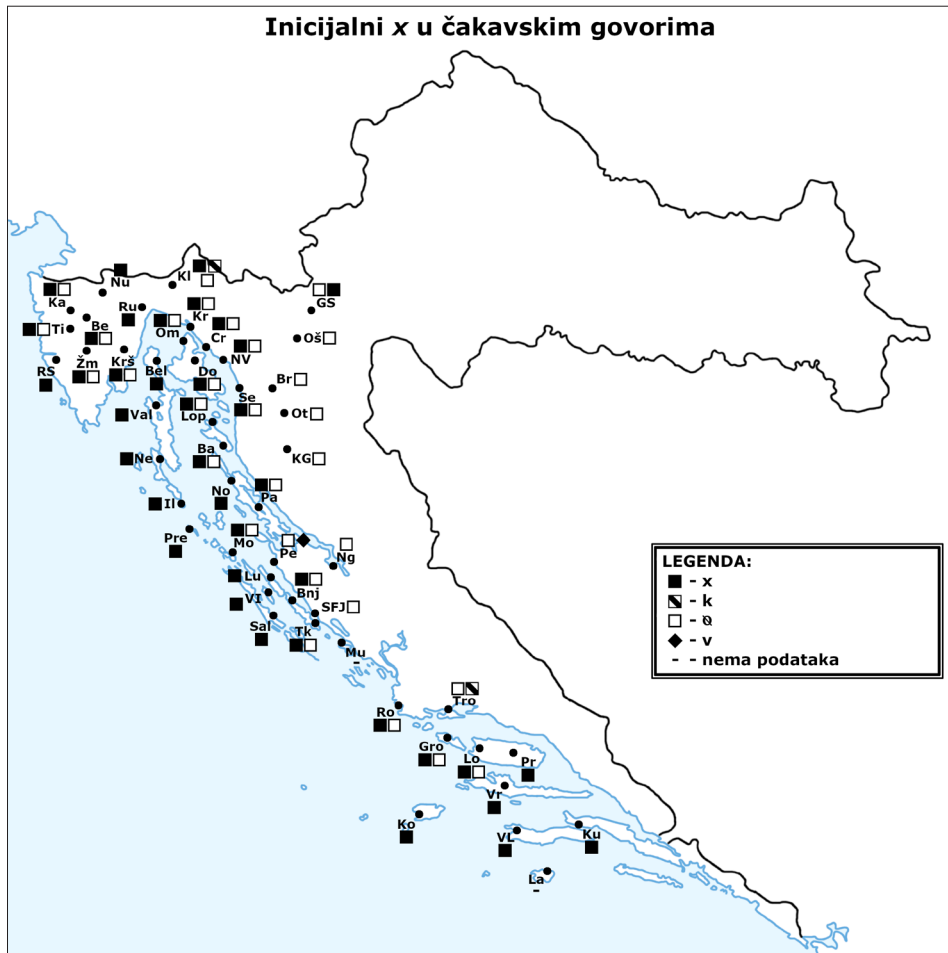 Inicijalni x u čakavskim govorima
Nu
Kl
Ka
GS
Ru
Kr
Be
Ti
Om
Cr
Oš
RS
Žm
Krš
Bel
Do
NV
Br
Val
Lop
Se
Ot
Ne
Ba
KG
Il
No
Pa
Pre
Mo
Pe
Ng
Lu
Bnj
VI
SFJ
Sal
Tk
Mu
-
Ro
Tro
Gro
Lo
Pr
Vr
Ko
VL
Ku
La
-
LEGENDA:
- x
- k
- ᴓ
- v
- - nema podataka